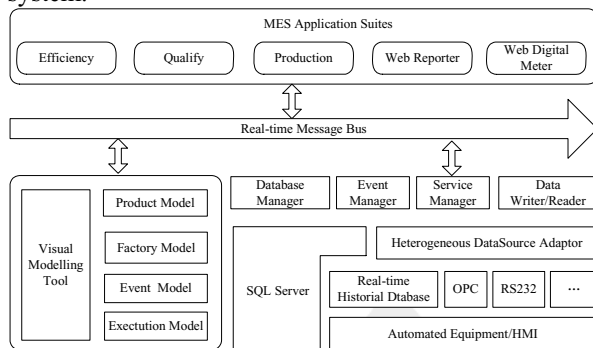 system.
MES Application Suites
Efficiency
Qualify
Production
Web Reporter
Web Digital
Meter
Real-time Message Bus
Visual
Modelling
Tool
Product Model
Factory Model
Event Model
Exectution Model
Database
Manager
Event
Manager
Service
Manager
Data
Writer/Reader
SQL Server
Heterogeneous DataSource Adaptor
Real-time
Historial Dtabase
OPC
RS232
...
Automated Equipment/HMI